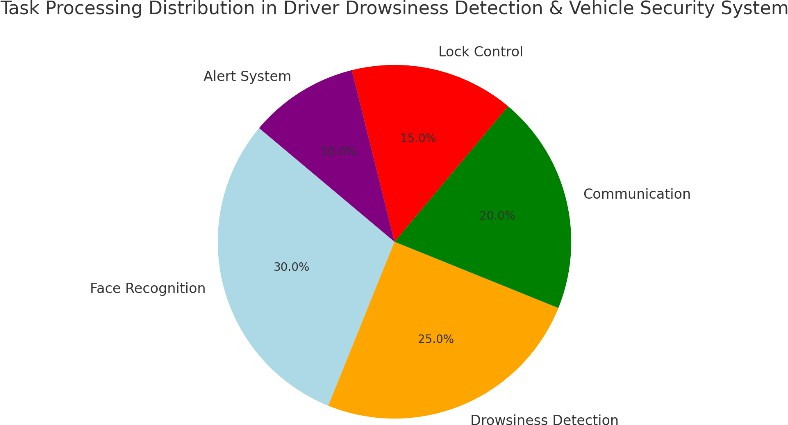 Task Processing Distribution in Driver Drowsiness Detection & Vehicle Security System
Lock Control
Alert System
15.0%
10.0%
Communication
20.0%
30.0%
Face Recognition
25.0%
Drowsiness Detection